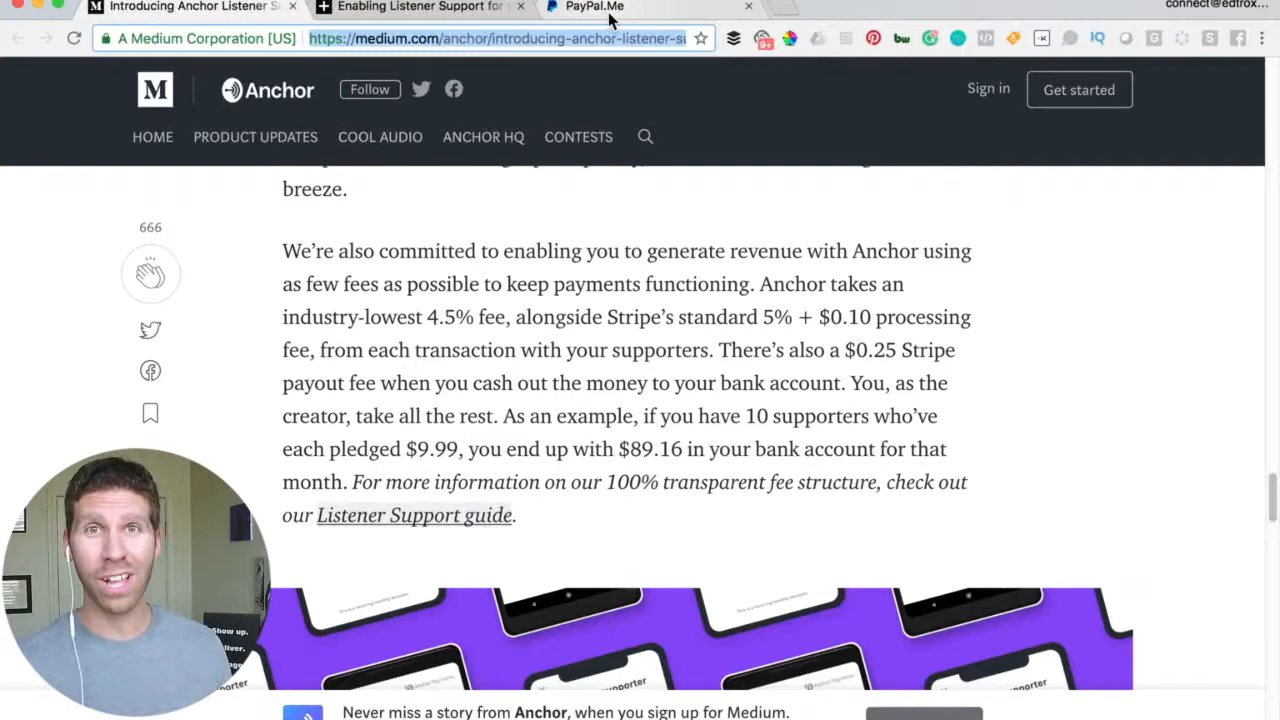 Introducing Anchor Listener S
Enabling Listener Support for
PayPal.Me
connect@edtrox...
A Medium Corporation [US]
https://medium.com/anchor/introducing-anchor-listener-su
9+
bw
IQ
M
Anchor
Follow
Sign in
Get started
HOME
PRODUCT UPDATES
COOL AUDIO
ANCHOR HQ
CONTESTS
breeze.
666
We’re also committed to enabling you to generate revenue with Anchor using
as few fees as possible to keep payments functioning. Anchor takes an
industry-lowest 4.5% fee, alongside Stripe’s standard 5% + $0.10 processing
fee, from each transaction with your supporters. There’s also a $0.25 Stripe
payout fee when you cash out the money to your bank account. You, as the
creator, take all the rest. As an example, if you have 10 supporters who’ve
each pledged $9.99, you end up with $89.16 in your bank account for that
month. For more information on our 100% transparent fee structure, check out
our Listener Support guide.
Show up.
Never miss a story from Anchor, when you sign up for Medium.